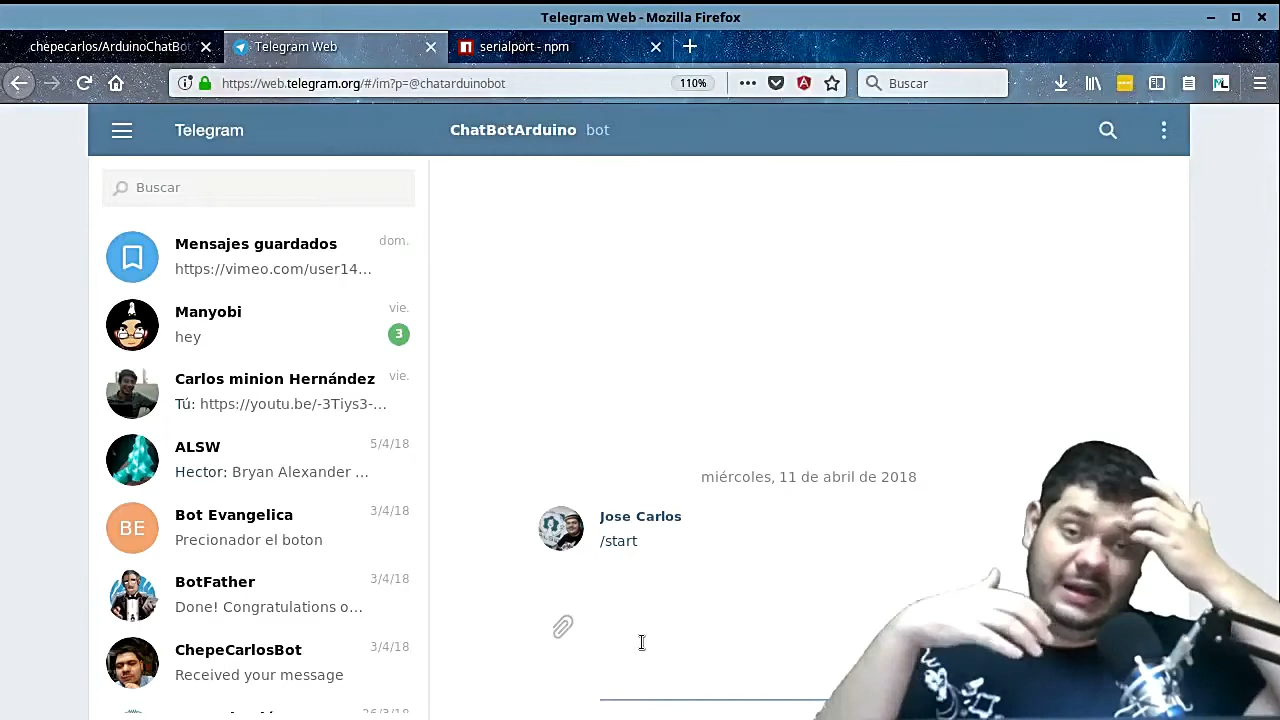 Telegram Web - Mozilla Firefox
chepecarlos/ArduinoChatBo
Telegram Web
serialport - npm
https://web.telegram.org/#/im?p=@chatarduinobot
110%
Buscar
Telegram
ChatBotArduino bot
Buscar
Mensajes guardados
dom.
https://vimeo.com/user14...
Manyobi
vie.
hey
3
Carlos minion Hernández
vie.
Tú: https://youtu.be/-3Tiys3-...
ALSW
5/4/18
Hector: Bryan Alexander ...
BE
Bot Evangelica
3/4/18
Precionador el boton
BotFather
3/4/18
Done! Congratulations o...
ChepeCarlosBot
3/4/18
Received your message
26/3/18
miércoles, 11 de abril de 2018
Jose Carlos
/start